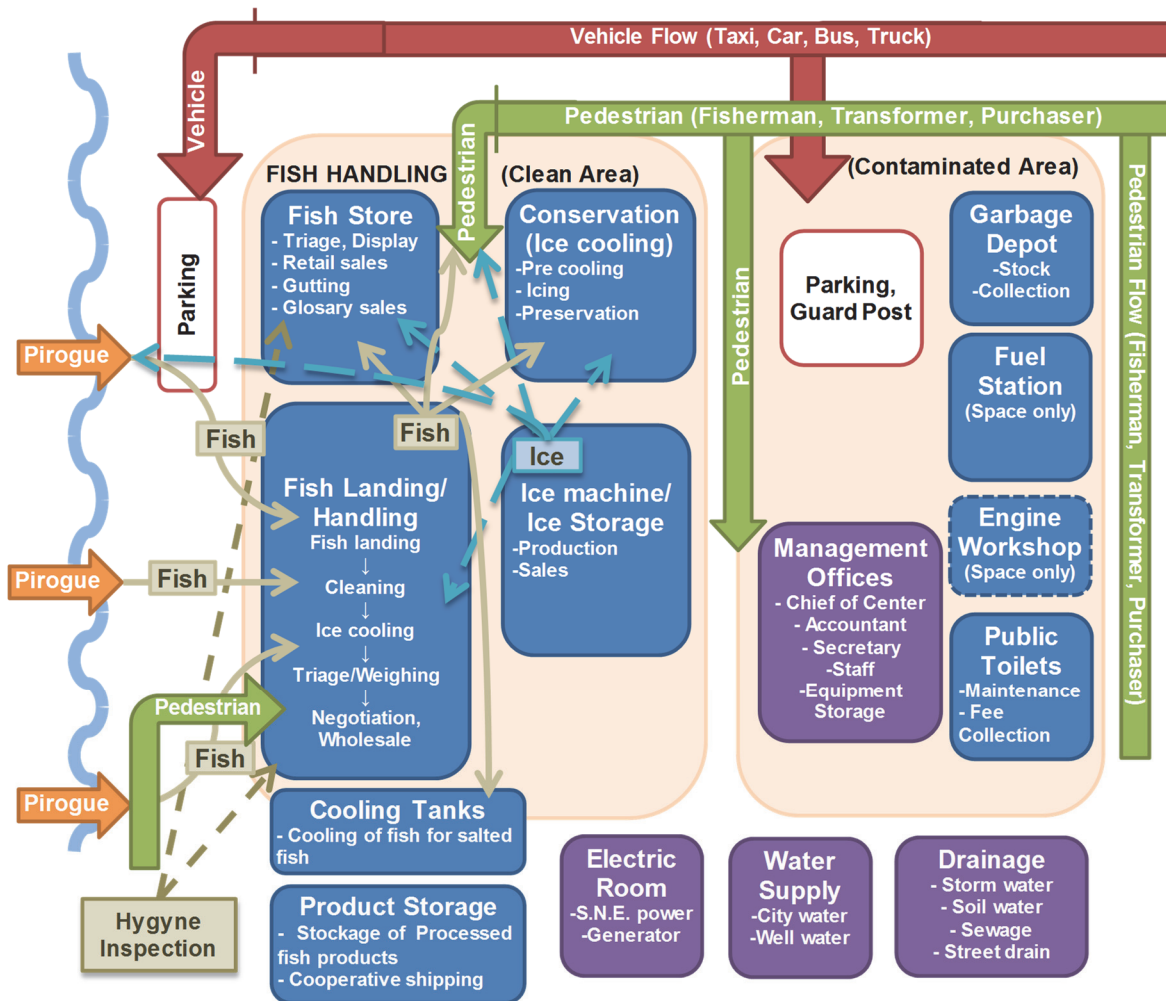 Vehicle Flow (Taxi, Car, Bus, Truck)
Vehicle
Pedestrian (Fisherman, Transformer, Purchaser)
Pedestrian
Pedestrian
Pedestrian Flow (Fisherman, Transformer, Purchaser)
FISH HANDLING
(Clean Area)
(Contaminated Area)
Parking
Fish Store
- Triage, Display
- Retail sales
- Gutting
- Glosary sales
Conservation
(Ice cooling)
-Pre cooling
- Icing
- Preservation
Parking,
Guard Post
Garbage
Depot
-Stock
-Collection
Fuel
Station
(Space only)
Engine
Workshop
(Space only)
Public
Toilets
-Maintenance
- Fee
Collection
Pirogue
Fish
Fish
Ice
Fish Landing/
Handling
Fish landing
↓
Cleaning
↓
Ice cooling
↓
Triage/Weighing
↓
Negotiation,
Wholesale
Ice machine/
Ice Storage
-Production
-Sales
Management
Offices
- Chief of Center
- Accountant
- Secretary
-Staff
-Equipment
Storage
Pirogue
Fish
Pedestrian
Fish
Pirogue
Cooling Tanks
- Cooling of fish for salted
fish
Hygyne
Inspection
Product Storage
- Stockage of Processed
fish products
- Cooperative shipping
Electric
Room
-S.N.E. power
-Generator
Water
Supply
-City water
-Well water
Drainage
- Storm water
- Soil water
- Sewage
- Street drain